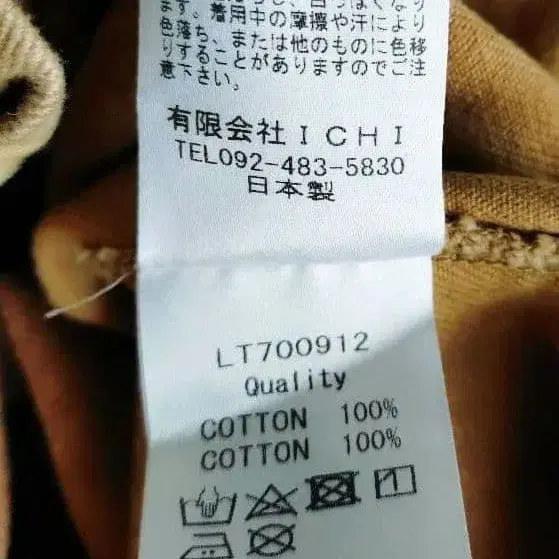 ます。着用中の摩擦や汗により
色落ち、または他のものに色移
りすることがありますのでご注
意下さい。
有限会社ICHI
TEL092-483-5830
日本製
LT700912
Quality
COTTON 100%
COTTON 100%